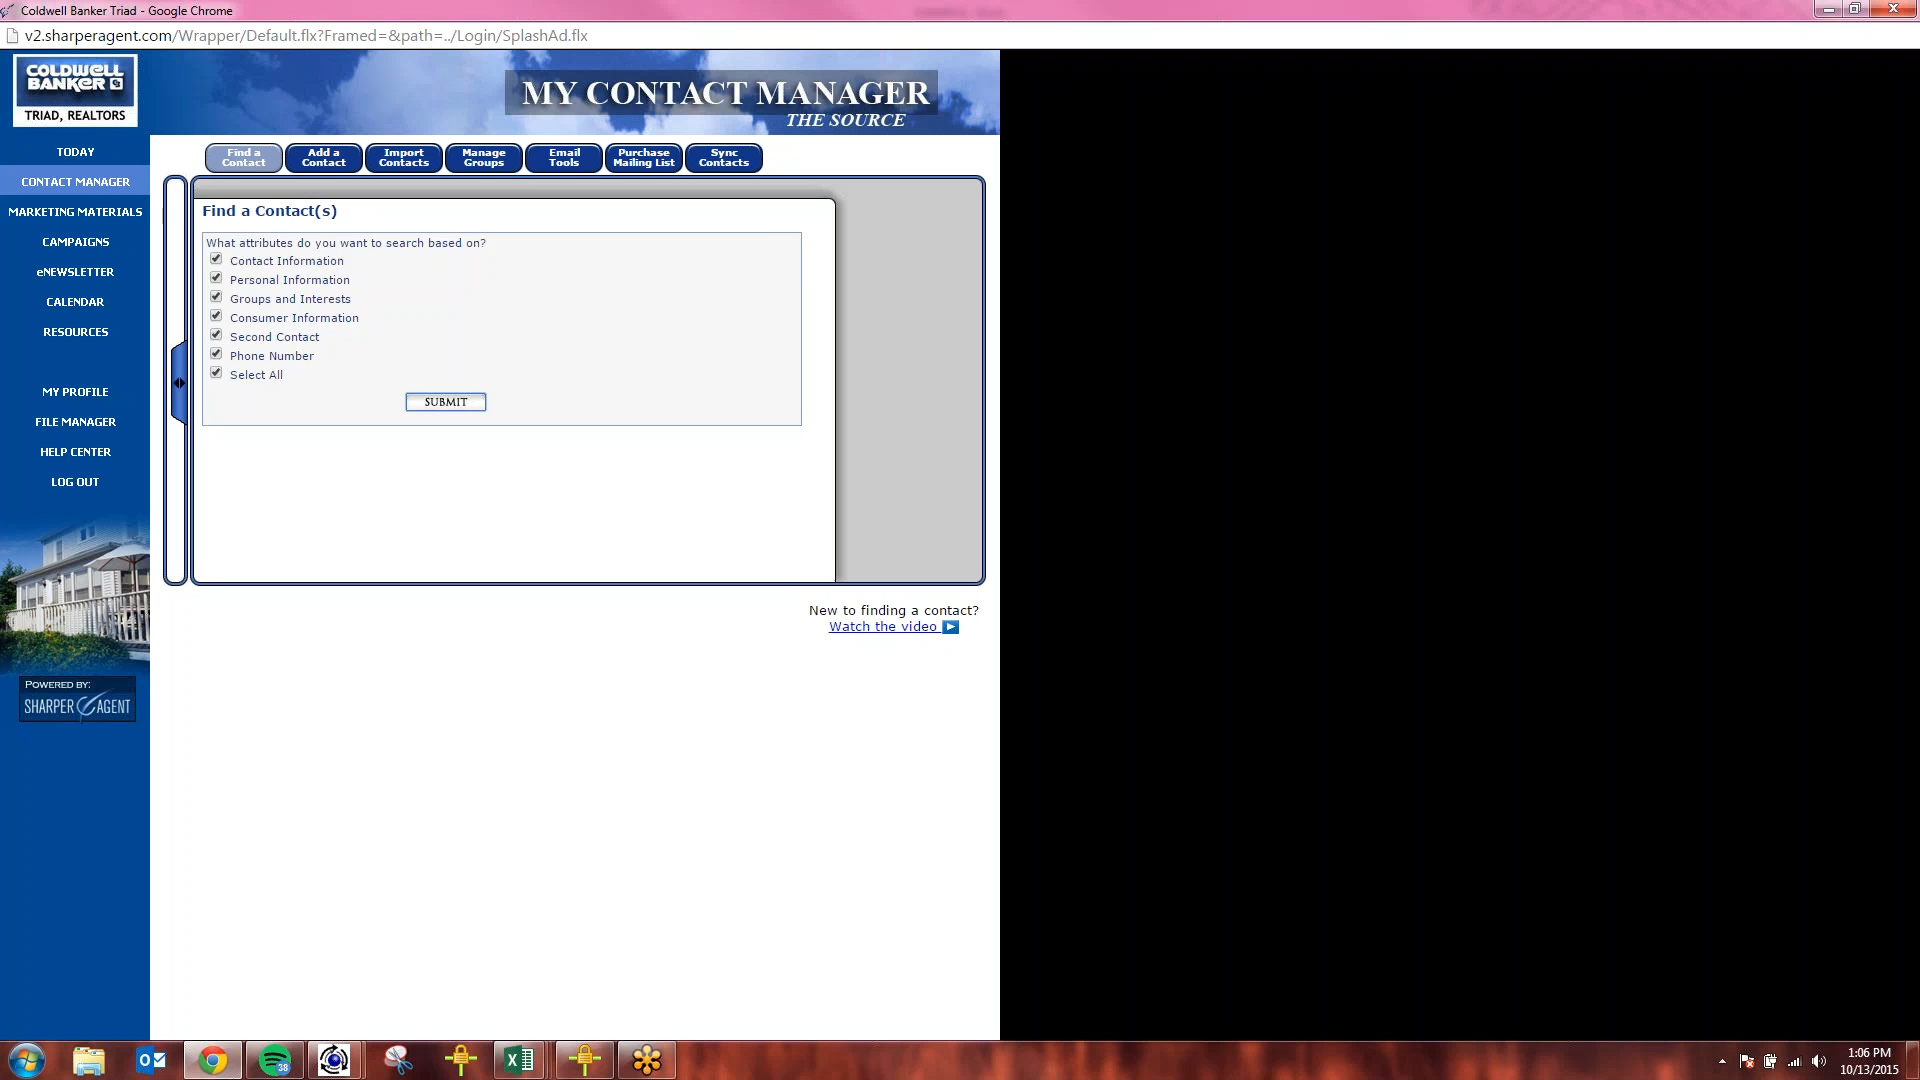 Coldwell Banker Triad - Google Chrome
v2.sharperagent.com/Wrapper/Default.flx?Framed=&path=../Login/SplashAd.flx
COLDWELL
BANKER
TRIAD, REALTORS
MY CONTACT MANAGER
THE SOURCE
TODAY
CONTACT MANAGER
MARKETING MATERIALS
CAMPAIGNS
eNEWSLETTER
CALENDAR
RESOURCES
MY PROFILE
FILE MANAGER
HELP CENTER
LOG OUT
POWERED BY:
SHARPER AGENT
Find a
Contact
Add a
Contact
Import
Contacts
Manage
Groups
Email
Tools
Purchase
Mailing List
Sync
Contacts
Find a Contact(s)
What attributes do you want to search based on?
Contact Information
Personal Information
Groups and Interests
Consumer Information
Second Contact
Phone Number
Select All
SUBMIT
New to finding a contact?
Watch the video
38
1:06 PM
10/13/2015